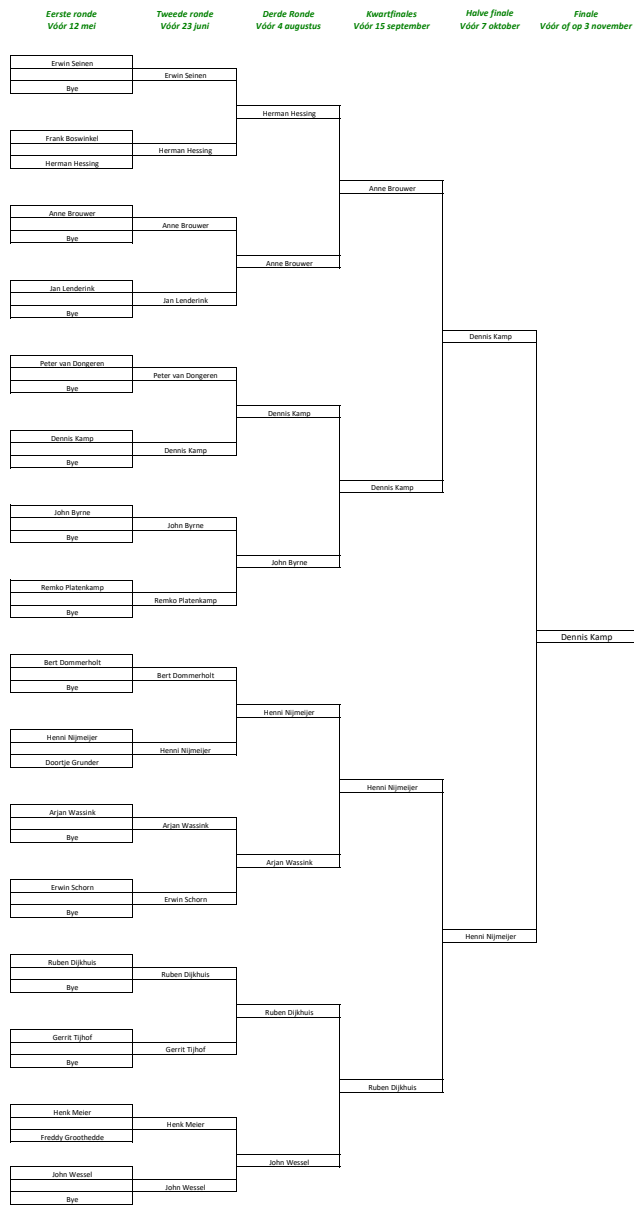 Eerste ronde
Vóór 12 mei
Tweede ronde
Vóór 23 juni
Derde Ronde
Vóór 4 augustus
Kwartfinales
Vóór 15 september
Halve finale
Vóór 7 oktober
Finale
Vóór of op 3 november
Erwin Seinen
Erwin Seinen
Bye
Herman Hessing
Frank Boswinkel
Herman Hessing
Herman Hessing
Anne Brouwer
Anne Brouwer
Anne Brouwer
Bye
Anne Brouwer
Jan Lenderink
Jan Lenderink
Bye
Dennis Kamp
Peter van Dongeren
Peter van Dongeren
Bye
Dennis Kamp
Dennis Kamp
Dennis Kamp
Bye
Dennis Kamp
John Byrne
John Byrne
Bye
John Byrne
Remko Platenkamp
Remko Platenkamp
Bye
Dennis Kamp
Bert Dommerholt
Bert Dommerholt
Bye
Henni Nijmeijer
Henni Nijmeijer
Henni Nijmeijer
Doortje Grunder
Henni Nijmeijer
Arjan Wassink
Arjan Wassink
Bye
Arjan Wassink
Erwin Schorn
Erwin Schorn
Bye
Henni Nijmeijer
Ruben Dijkhuis
Ruben Dijkhuis
Bye
Ruben Dijkhuis
Gerrit Tijhof
Gerrit Tijhof
Bye
Ruben Dijkhuis
Henk Meier
Henk Meier
Freddy Groothedde
John Wessel
John Wessel
John Wessel
Bye